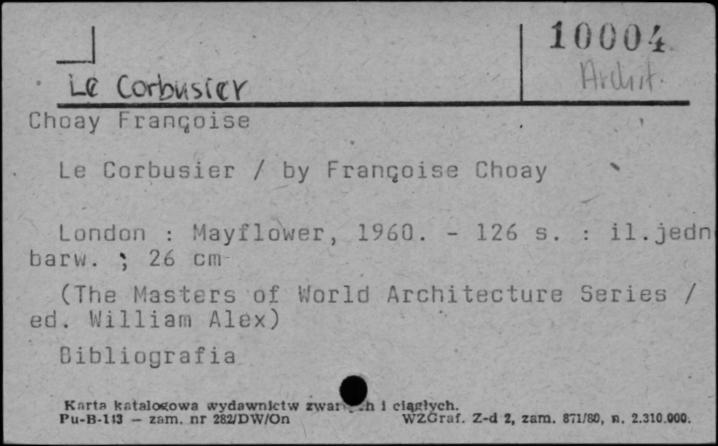 10004
Archit.
Le Corbusier
Choay Françoise
Le Corbusier / by Françoise Choay
London : Mayflower, 1960. - 126 s. : il.jedn
barw. ; 26 cm
(The Masters of World Architecture Series /
ed. William Alex)
Bibliografia
Karta katalogowa wydawnictw i ciągłych.
Pu-B-113 — zam. nr 282/DW/On WZGraf. Z-d 2, zam. 871/80, n. 2.310.000.